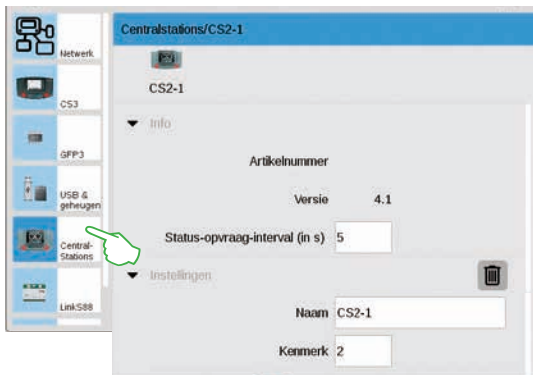 Netwerk
CS3
GFP3
USB &
geheugen
Central-
Stations
LinkS88
Centralstations/CS2-1
CS2-1
Info
Artikelnummer
Versie 4.1
Status-opvraag-interval (in s) 5
Instellingen
Naam CS2-1
Kenmerk 2